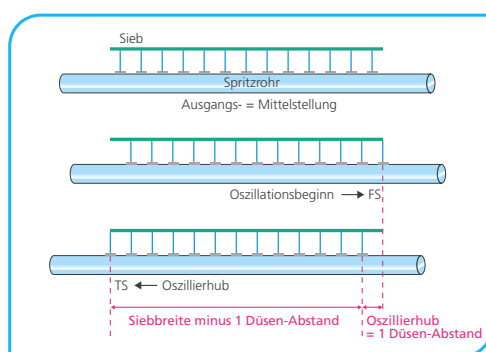 Sieb
Spritzrohr
Ausgangs- = Mittelstellung
Oszillationsbeginn → FS
TS ← Oszillierhub
Siebbreite minus 1 Düsen-Abstand
Oszillierhub
= 1 Düsen-Abstand